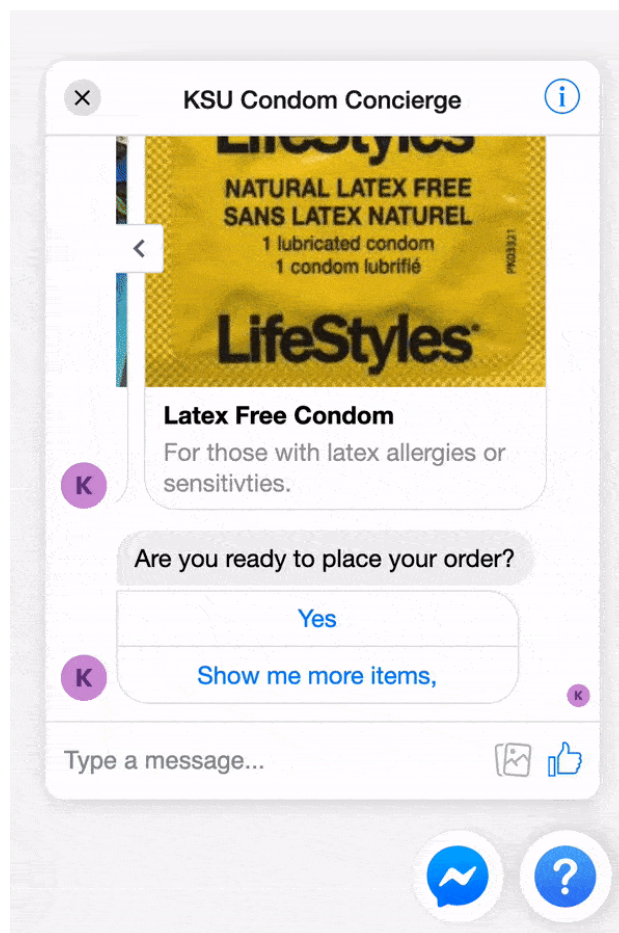 KSU Condom Concierge
i
LifeStyles
NATURAL LATEX FREE
SANS LATEX NATUREL
1 lubricated condom
1 condom lubrifié
PK03321
LifeStyles®
Latex Free Condom
For those with latex allergies or
sensitivties.
K
Are you ready to place your order?
Yes
K
Show me more items,
K
Type a message...
?